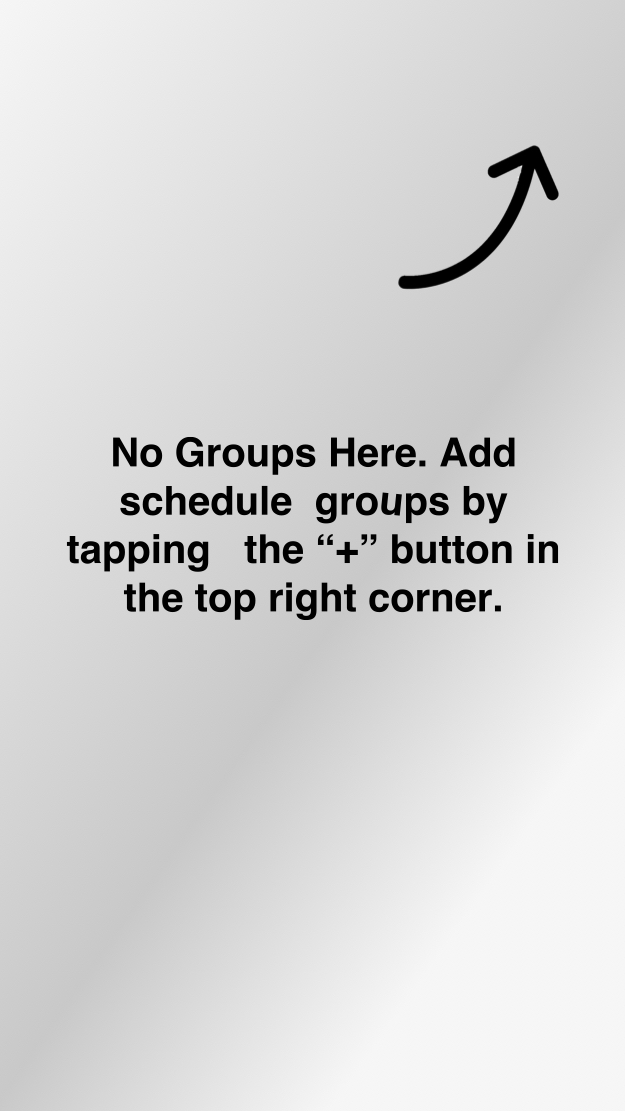 No Groups Here. Add
schedule  groups by
tapping   the “+” button in
the top right corner.